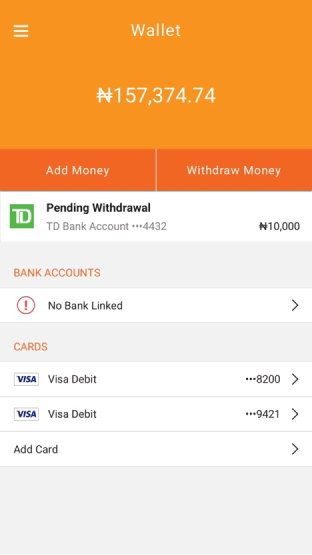 Wallet
₦157,374.74
Add Money
Withdraw Money
TD
Pending Withdrawal
TD Bank Account •••4432
₦10,000
BANK ACCOUNTS
No Bank Linked
CARDS
VISA Visa Debit •••8200
VISA Visa Debit •••9421
Add Card